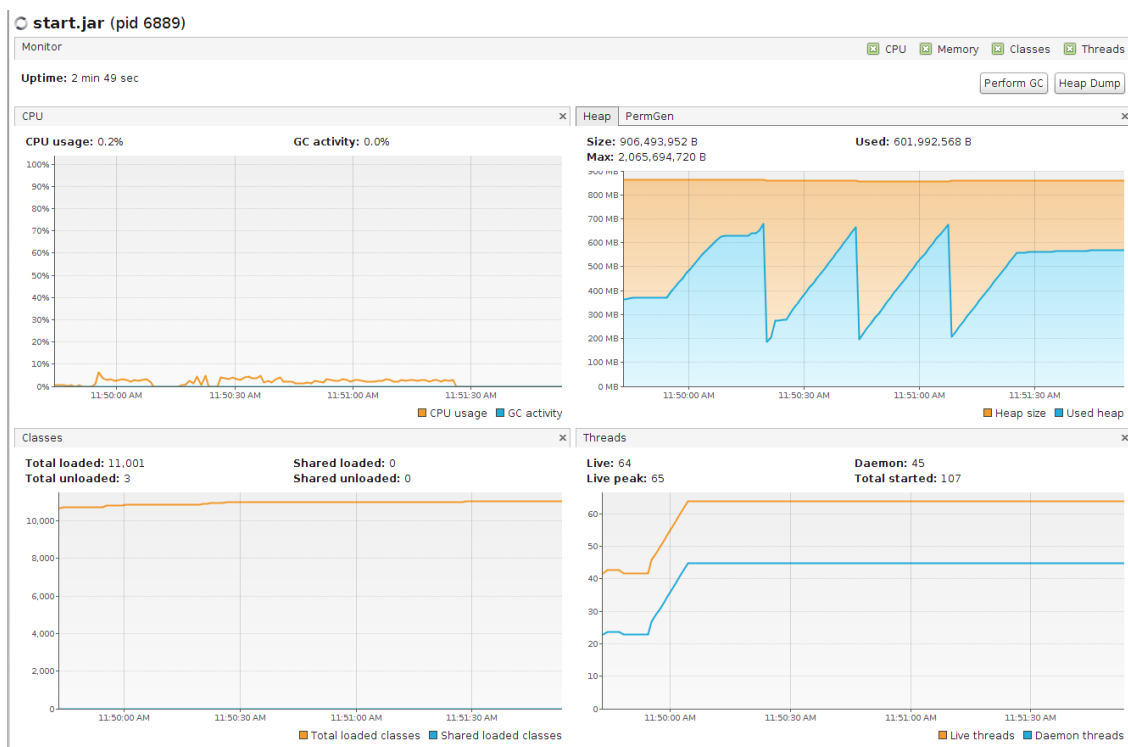 start.jar (pid 6889)
Monitor
CPU Memory Classes Threads
Uptime: 2 min 49 sec
Perform GC Heap Dump
CPU
CPU usage: 0.2% GC activity: 0.0%
100%
90%
80%
70%
60%
50%
40%
30%
20%
10%
0%
11:50:00 AM 11:50:30 AM 11:51:00 AM 11:51:30 AM
CPU usage GC activity
Heap PermGen
Size: 906,493,952 B Used: 601,992,568 B
Max: 2,065,694,720 B
900 MB
800 MB
700 MB
600 MB
500 MB
400 MB
300 MB
200 MB
100 MB
0 MB
11:50:00 AM 11:50:30 AM 11:51:00 AM 11:51:30 AM
Heap size Used heap
Classes
Total loaded: 11,001 Shared loaded: 0
Total unloaded: 3 Shared unloaded: 0
10,000
8,000
6,000
4,000
2,000
0
11:50:00 AM 11:50:30 AM 11:51:00 AM 11:51:30 AM
Total loaded classes Shared loaded classes
Threads
Live: 64 Daemon: 45
Live peak: 65 Total started: 107
60
50
40
30
20
10
0
11:50:00 AM 11:50:30 AM 11:51:00 AM 11:51:30 AM
Live threads Daemon threads